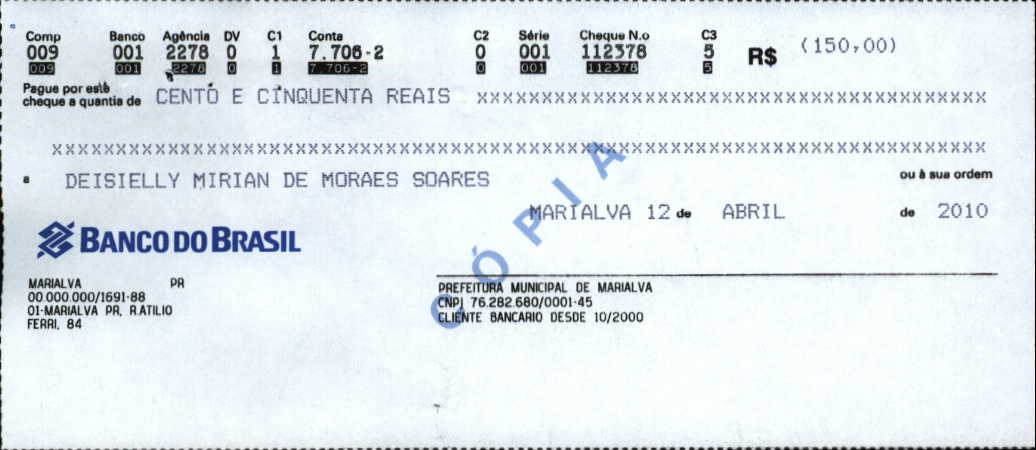 Comp Banco Agência DV C1 Conta C2 Série Cheque N.o C3
009 001 2278 0 1 7.706-2 0 001 112378 5 R$ (150,00)
009 001 2278 0 1 7.706-2 0 001 112378 5
Pague por este
cheque a quantia de CENTO E CINQUENTA REAIS XXXXXXXXXXXXXXXXXXXXXXXXXXXXXXXXXXXXXXXX
XXXXXXXXXXXXXXXXXXXXXXXXXXXXXXXXXXXXXXXXXXXXXXXXXXXXXXXXXXXXXXXXXXXXXXXX
a DEISIELLY MIRIAN DE MORAES SOARES ou à sua ordem
MARIALVA 12 de ABRIL de 2010
CÓPIA
BANCO DO BRASIL
MARIALVA PR
00.000.000/1691-88
01-MARIALVA PR, R.ATILIO
FERRI, 84
PREFEITURA MUNICIPAL DE MARIALVA
CNPJ 76.282.680/0001-45
CLIENTE BANCARIO DESDE 10/2000